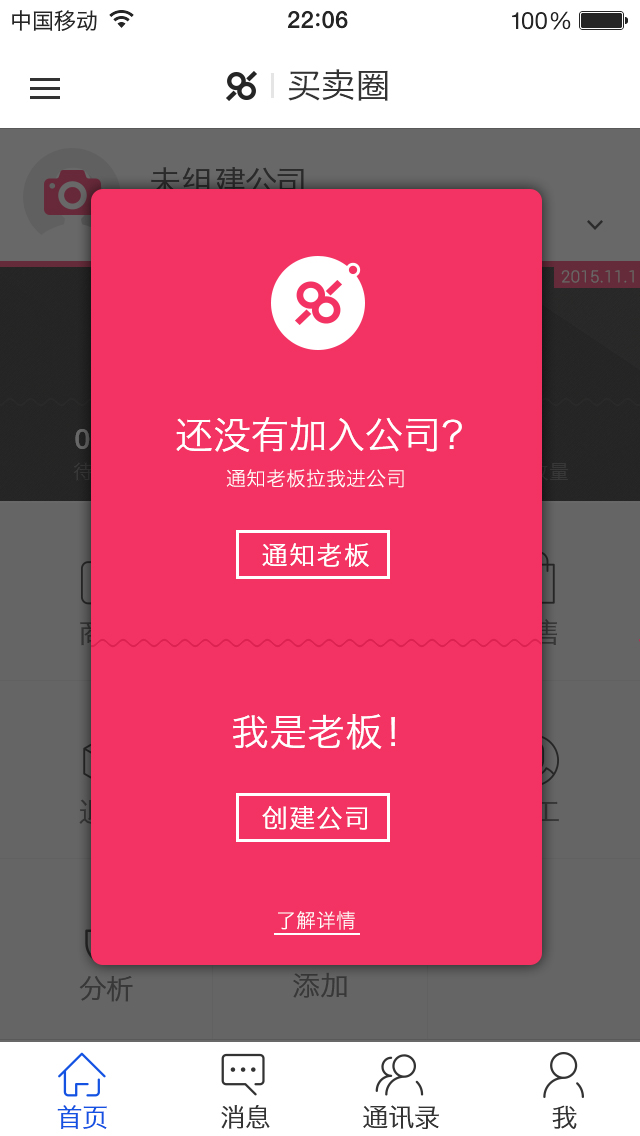 中国移动 22:06 100%
买卖圈
未组建公司
2015.11.1
还没有加入公司?
通知老板拉我进公司
0
待
量
通知老板
商
售
我是老板!
创建公司
工
了解详情
分析 添加
首页 消息 通讯录 我